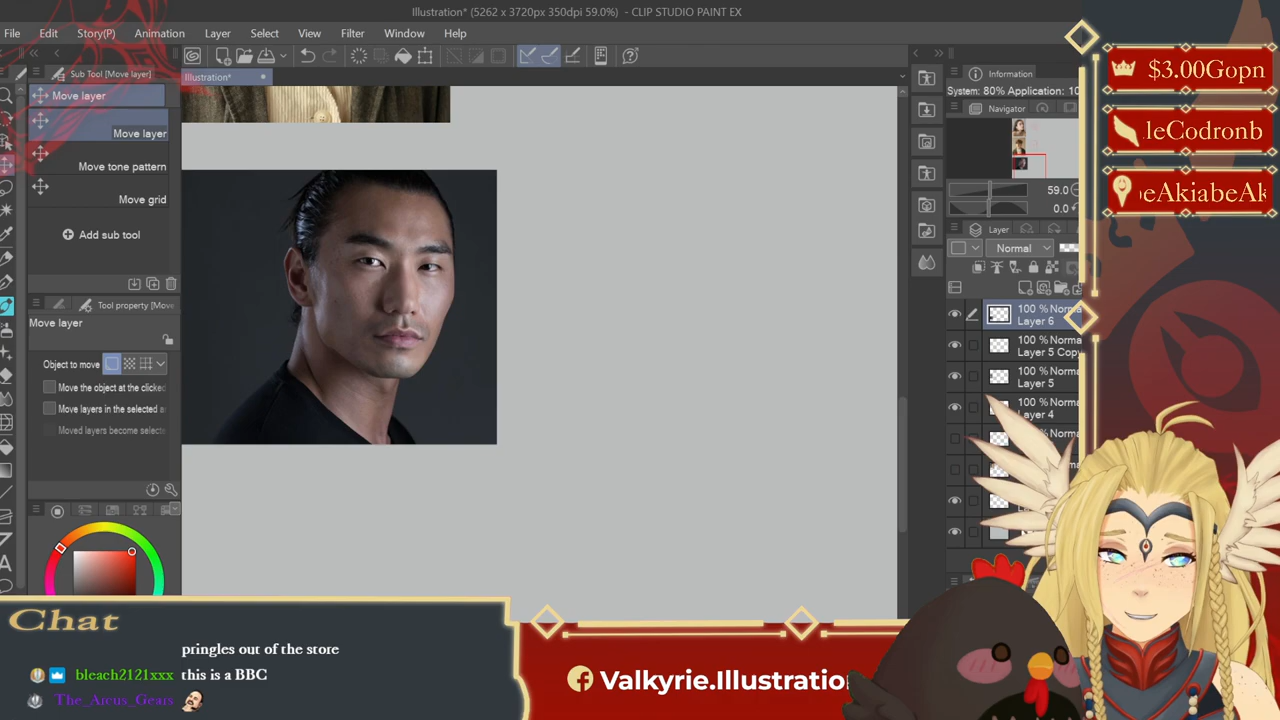 Illustration* (5262 x 3720px 350dpi 59.0%) - CLIP STUDIO PAINT EX
File Edit Story(P) Animation Layer Select View Filter Window Help
Sub Tool [Move layer]
Illustration*
Information
Move layer
System: 80% Application: 10
Navigator
Move layer
Move tone pattern
Move grid
59.0
0.0
Add sub tool
Layer
Normal
Tool property [Move
Move layer
100 % Norma
Layer 6
100 % Norma
Layer 5 Copy
Object to move
100 % Norma
Layer 5
Move the object at the clicked
100 % Norma
Layer 4
Move layers in the selected a
Moved layers become selecte
$3.00Gopn
leCodronb
eAkiabeAk
Chat
pringles out of the store
bleach2121xxx this is a BBC
The_Arcus_Gears
Valkyrie.Illustratio